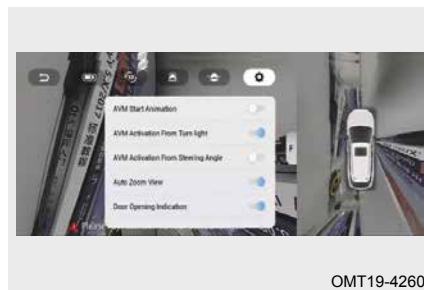 AVM Start Animation
AVM Activation From Turn light
AVM Activation From Steering Angle
Auto Zoom View
Door Opening Indication
Please
OMT19-4260